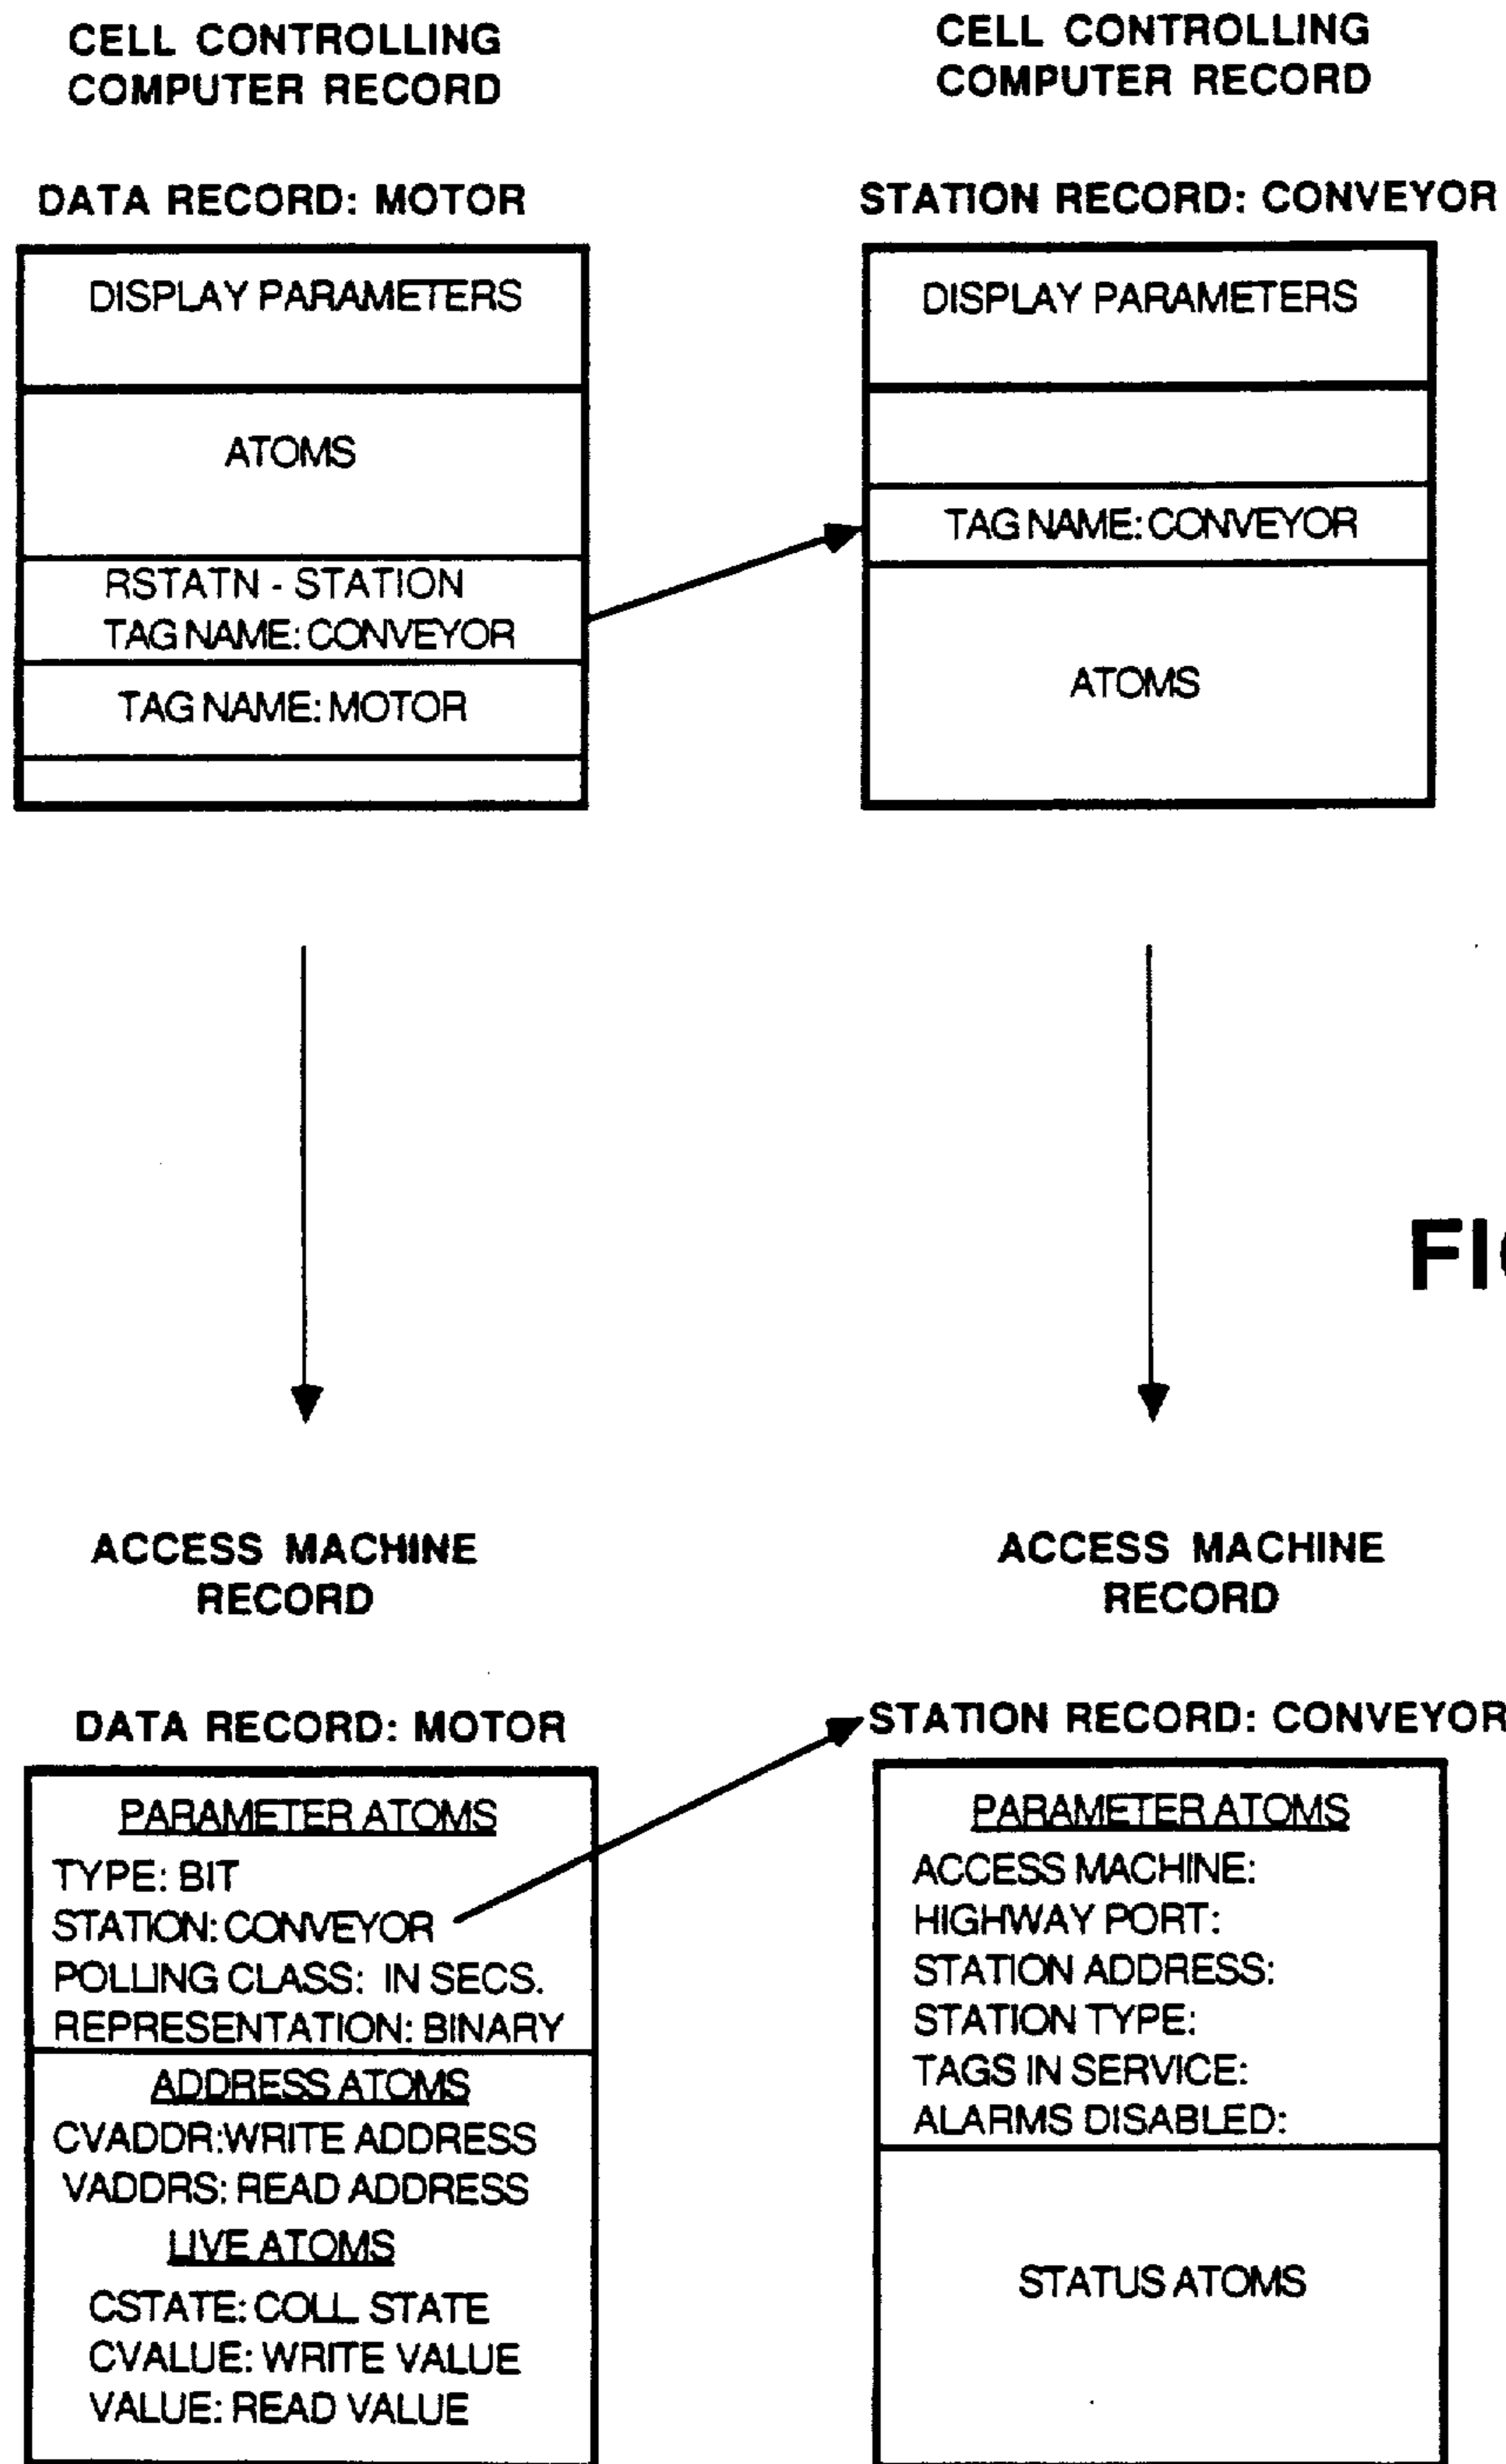 CELL CONTROLLING
COMPUTER RECORD
DATA RECORD: MOTOR
DISPLAY PARAMETERS
ATOMS
RSTATN - STATION
TAG NAME: CONVEYOR
TAG NAME: MOTOR
CELL CONTROLLING
COMPUTER RECORD
STATION RECORD: CONVEYOR
DISPLAY PARAMETERS
TAG NAME: CONVEYOR
ATOMS
ACCESS MACHINE
RECORD
DATA RECORD: MOTOR
PARAMETER ATOMS
TYPE: BIT
STATION: CONVEYOR
POLLING CLASS: IN SECS.
REPRESENTATION: BINARY
ADDRESS ATOMS
CVADDR:WRITE ADDRESS
VADDRS: READ ADDRESS
LIVE ATOMS
CSTATE: COLL STATE
CVALUE: WRITE VALUE
VALUE: READ VALUE
ACCESS MACHINE
RECORD
STATION RECORD: CONVEYOR
PARAMETER ATOMS
ACCESS MACHINE:
HIGHWAY PORT:
STATION ADDRESS:
STATION TYPE:
TAGS IN SERVICE:
ALARMS DISABLED:
STATUS ATOMS